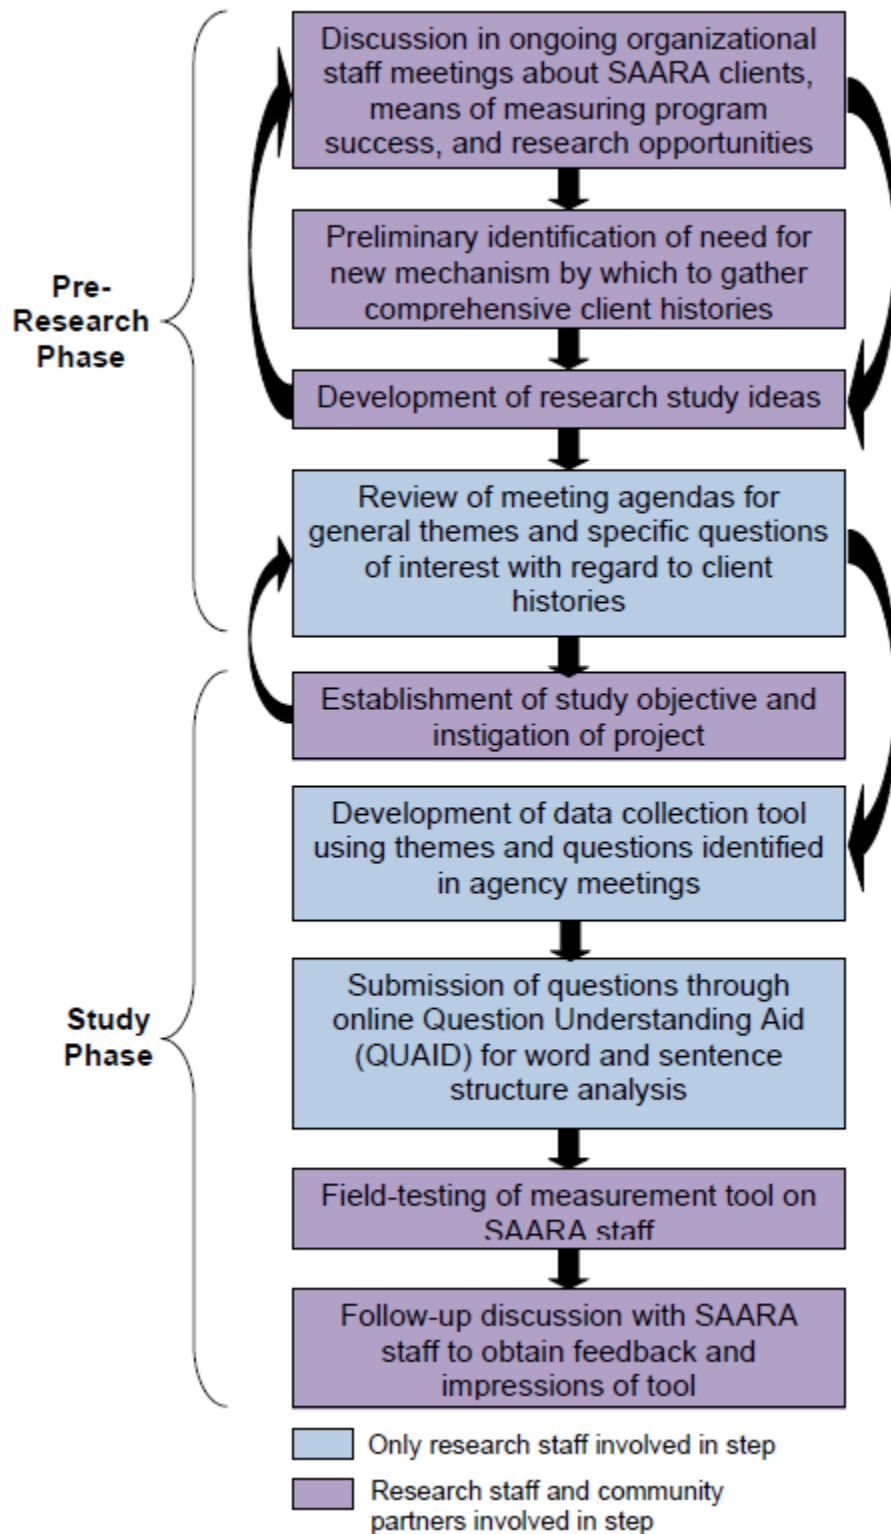 Discussion in ongoing organizational
staff meetings about SAARA clients,
means of measuring program
success, and research opportunities
Preliminary identification of need for
new mechanism by which to gather
comprehensive client histories
Pre-
Research
Phase
Development of research study ideas
Review of meeting agendas for
general themes and specific questions
of interest with regard to client
histories
Establishment of study objective and
instigation of project
Development of data collection tool
using themes and questions identified
in agency meetings
Study
Phase
Submission of questions through
online Question Understanding Aid
(QUAID) for word and sentence
structure analysis
Field-testing of measurement tool on
SAARA staff
Follow-up discussion with SAARA
staff to obtain feedback and
impressions of tool
Only research staff involved in step
Research staff and community
partners involved in step